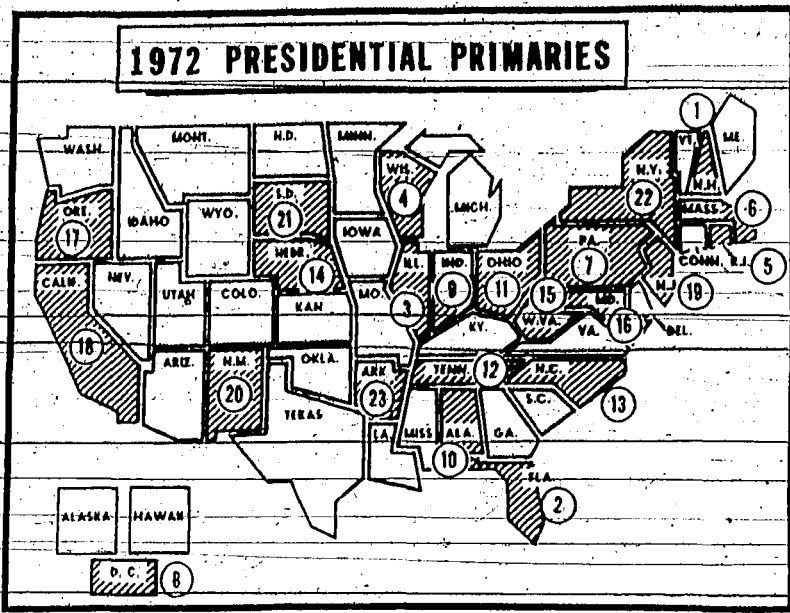 1972 PRESIDENTIAL PRIMARIES
1
WASH.
MONT.
N.D.
MINN.
VT.
ME.
WIS.
4
N.H.
N.Y.
22
ORE.
17
IDAHO
WYO.
S.D.
21
MICH.
MASS.
6
IOWA
PA.
7
CONN.
R.I.
5
CALIF.
NEV.
UTAH
COLO.
NEBR.
14
ILL.
3
IND.
9
OHIO
11
15
N.J.
19
MO.
MD.
KAN.
W.VA.
16
18
KY.
VA.
DEL.
ARIZ.
N.M.
20
OKLA.
ARK.
23
TENN.
12
N.C.
13
S.C.
TEXAS
LA.
MISS.
ALA.
10
GA.
FLA.
2
ALASKA
HAWAII
D.C.
8